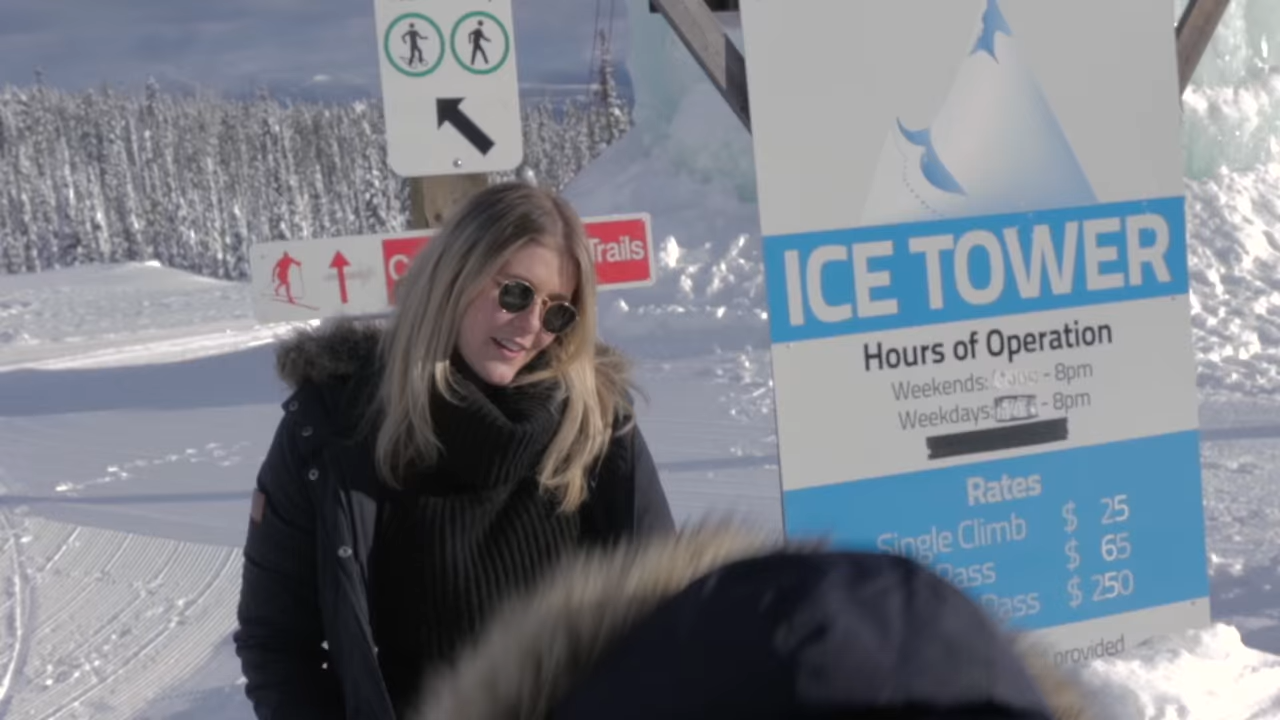 C
Trails
ICE TOWER
Hours of Operation
Weekends: - 8pm
Weekdays: - 8pm
Rates
Single Climb $ 25
Pass $ 65
Pass $ 250
provided